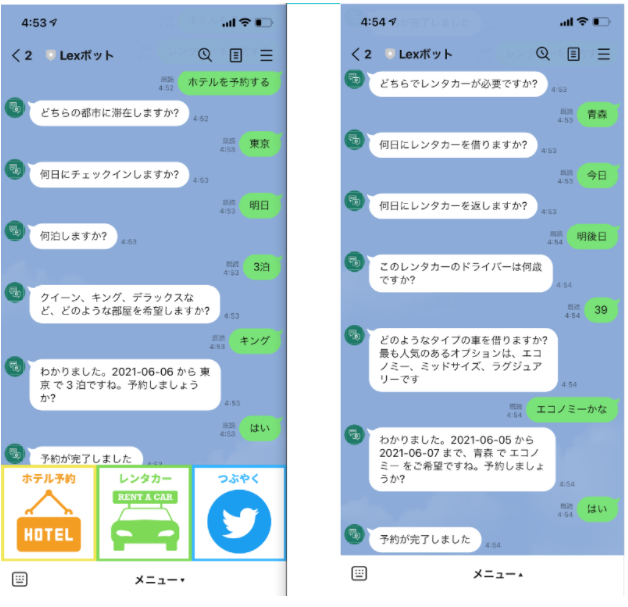 4:53
2 Lexボット
既読
4:52
ホテルを予約する
どちらの都市に滞在しますか?
4:52
既読
4:53
東京
何日にチェックインしますか?
4:53
既読
4:53
明日
何泊しますか?
4:53
既読
4:53
3泊
クイーン、キング、デラックスな
ど、どのような部屋を希望しますか?
4:53
既読
4:53
キング
わかりました。2021-06-06 から 東
京 で 3 泊ですね。予約しましょう
か?
4:53
既読
4:53
はい
予約が完了しました
4:53
ホテル予約
HOTEL
レンタカー
RENT A CAR
つぶやく
メニュー▾
4:54
2 Lexボット
どちらでレンタカーが必要ですか?
4:53
既読
4:53
青森
何日にレンタカーを借りますか?
4:53
既読
4:53
今日
何日にレンタカーを返しますか?
4:53
既読
4:54
明後日
このレンタカーのドライバーは何歳
ですか?
4:54
既読
4:54
39
どのようなタイプの車を借りますか?
最も人気のあるオプションは、エコ
ノミー、ミッドサイズ、ラグジュア
リーです
4:54
既読
4:54
エコノミーかな
わかりました。2021-06-05 から
2021-06-07 まで、青森 で エコノ
ミー をご希望ですね。予約しましょ
うか?
4:54
既読
4:54
はい
予約が完了しました
4:54
メニュー▴